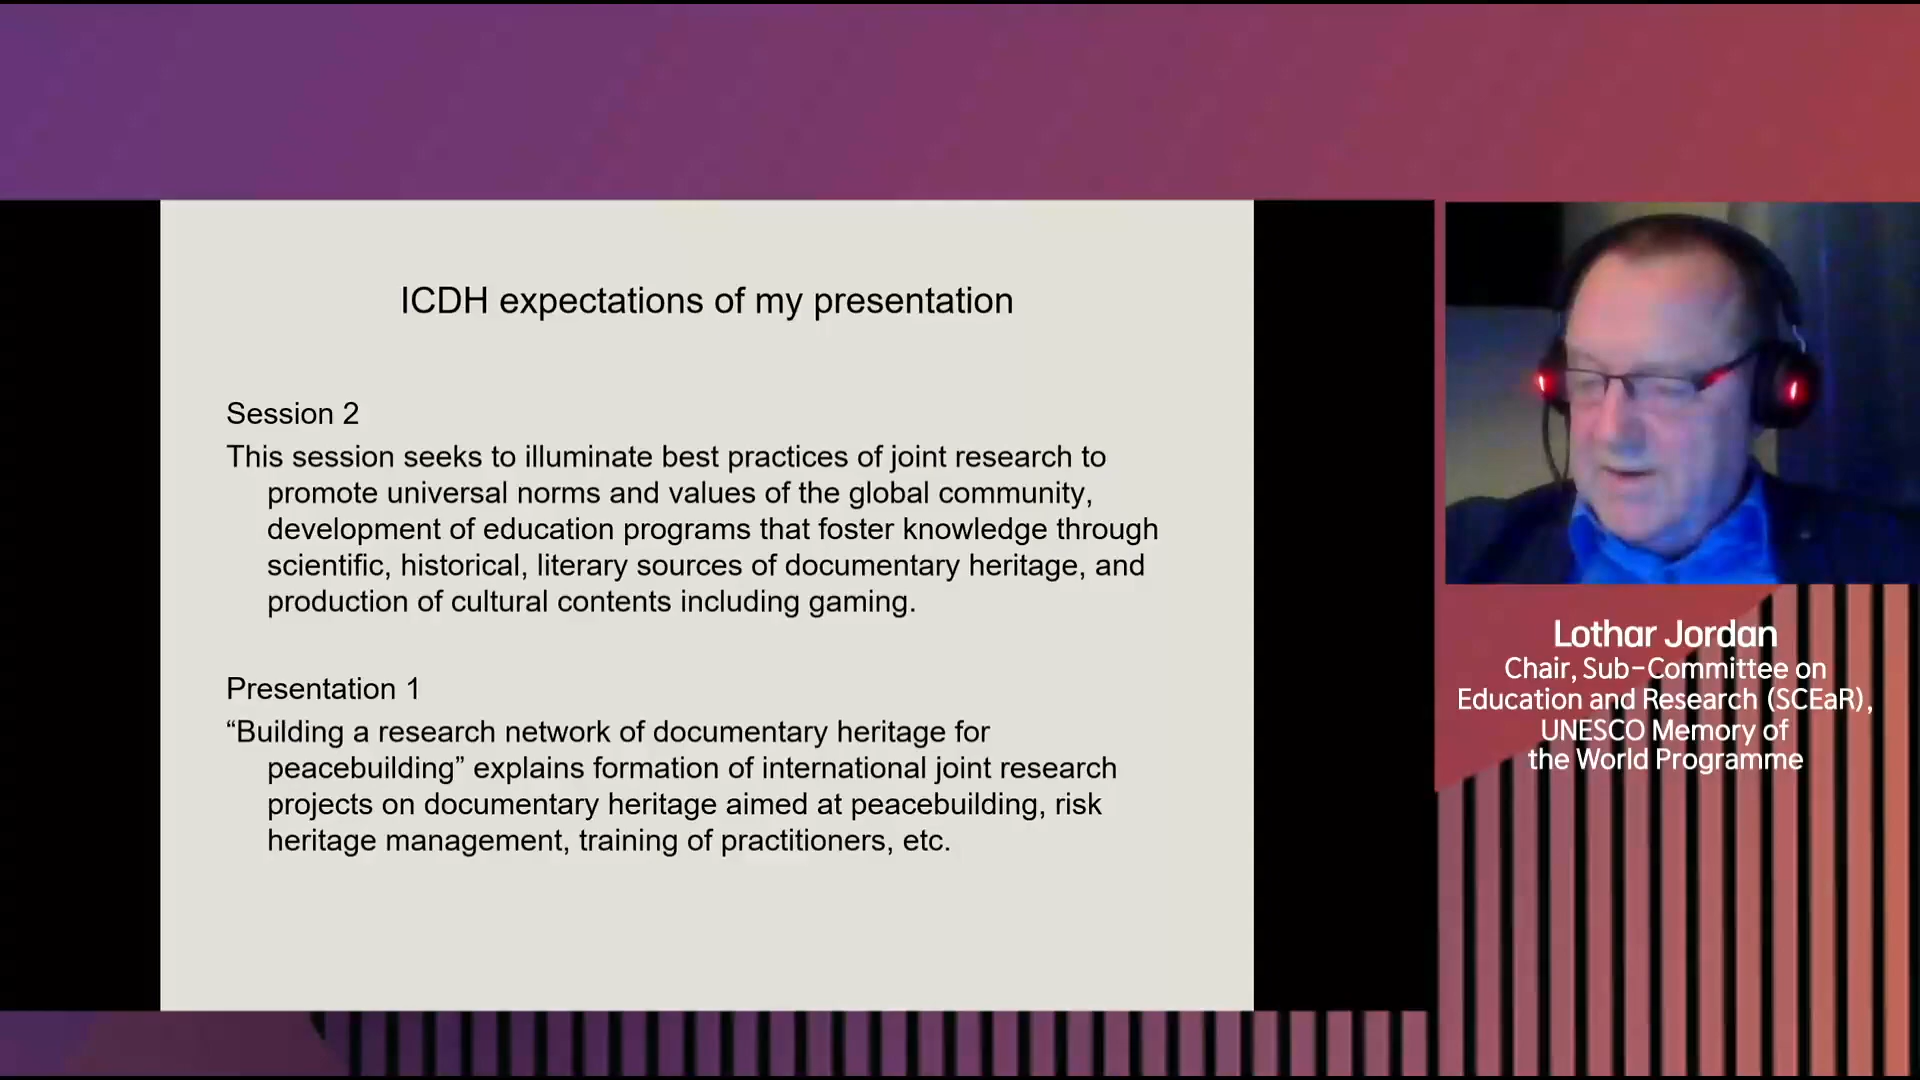 ICDH expectations of my presentation
Session 2
This session seeks to illuminate best practices of joint research to
promote universal norms and values of the global community,
development of education programs that foster knowledge through
scientific, historical, literary sources of documentary heritage, and
production of cultural contents including gaming.
Presentation 1
“Building a research network of documentary heritage for
peacebuilding” explains formation of international joint research
projects on documentary heritage aimed at peacebuilding, risk
heritage management, training of practitioners, etc.
Lothar Jordan
Chair, Sub-Committee on
Education and Research (SCEaR),
UNESCO Memory of
the World Programme